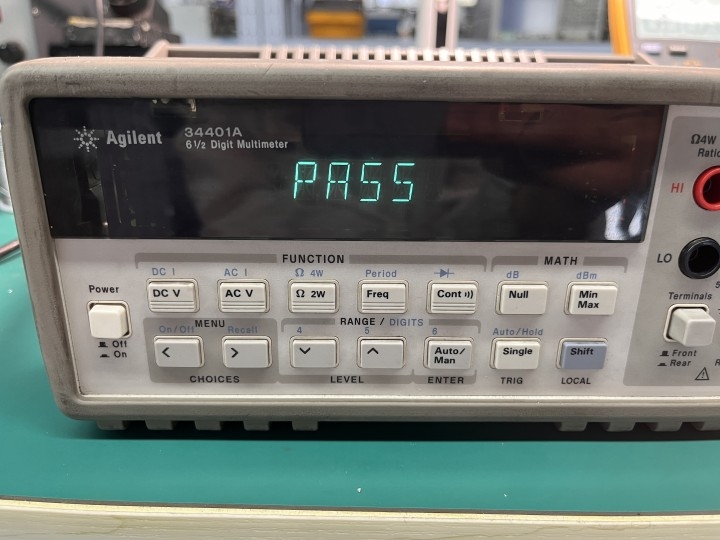 Agilent 34401A
6½ Digit Multimeter
PASS
Ω4W
Ratio
HI
LO
Terminals
Front
Rear
FUNCTION
MATH
DC I
AC I
Ω 4W
Period
dB
dBm
Power
DC V
AC V
Ω 2W
Freq
Cont
Null
Min
Max
Off
On
MENU
RANGE / DIGITS
On/Off
Recall
4
5
6
Auto/Hold
<
>
Auto/
Man
Single
Shift
CHOICES
LEVEL
ENTER
TRIG
LOCAL